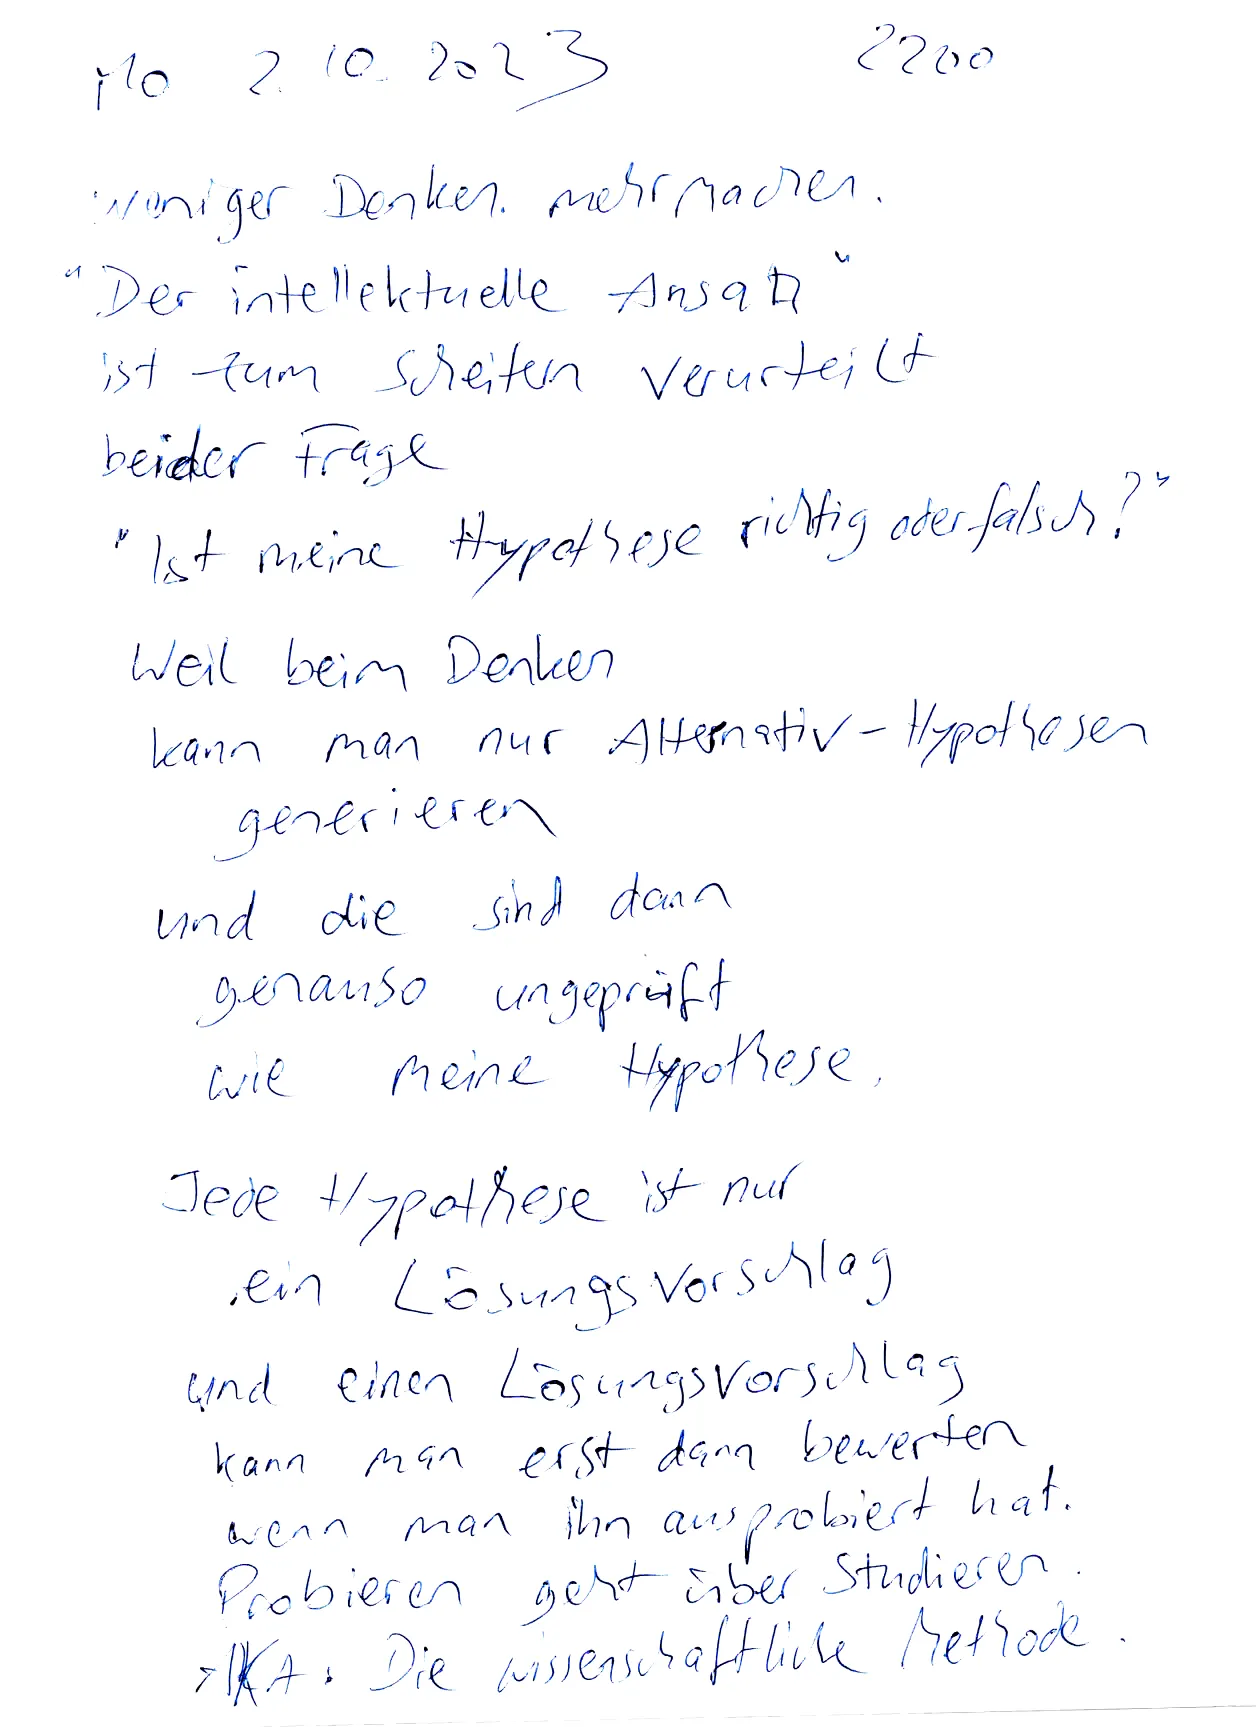 Mo 2.10.2023 2200
weniger Denken. mehr machen.
"Der intellektuelle Ansatz"
ist zum Scheitern verurteilt
bei der Frage
"Ist meine Hypothese richtig oder falsch?"
Weil beim Denken
kann man nur Alternativ-Hypothesen
generieren
und die sind dann
genauso ungeprüft
wie meine Hypothese.
Jede Hypothese ist nur
ein Lösungsvorschlag
und einen Lösungsvorschlag
kann man erst dann bewerten
wenn man ihn ausprobiert hat.
Probieren geht über Studieren.
Die wissenschaftliche Methode.